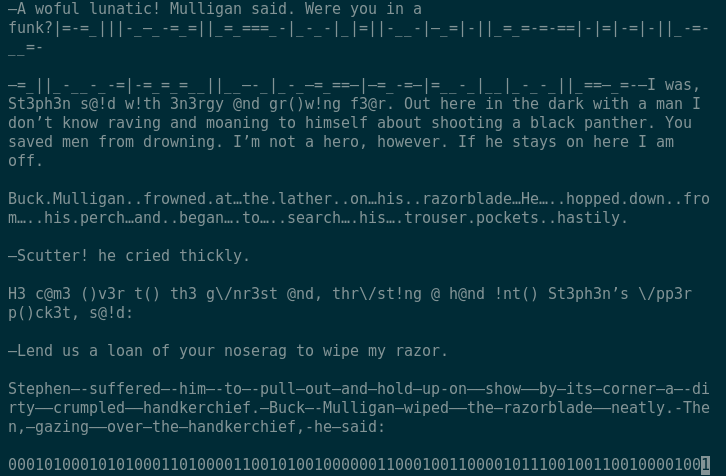 —A woful lunatic! Mulligan said. Were you in a
funk?|=-=_|||-_—_-=_=||_=_===_-|_-_-|_|=||-__-|—_=|-||_=_=-=-==|-|=|-=|-||_-=-
__=-
—=_||_-__-_-=|-=_=_=__||__—-_|_-_—=_==—|—=_-=—|=__-_|__|_-_-_||_==—_=-—I was,
St3ph3n s@!d w!th 3n3rgy @nd gr()w!ng f3@r. Out here in the dark with a man I
don’t know raving and moaning to himself about shooting a black panther. You
saved men from drowning. I’m not a hero, however. If he stays on here I am
off.
Buck.Mulligan..frowned.at…the.lather..on…his..razorblade…He…..hopped.down..fro
m…..his.perch…and..began….to…..search….his….trouser.pockets..hastily.
—Scutter! he cried thickly.
H3 c@m3 ()v3r t() th3 g\/nr3st @nd, thr\/st!ng @ h@nd !nt() St3ph3n’s \/pp3r
p()ck3t, s@!d:
—Lend us a loan of your noserag to wipe my razor.
Stephen—-suffered—-him—-to—-pull—out—and—hold—up-on——show——by—its—corner—a—-di
rty——crumpled——handkerchief.—Buck—-Mulligan—wiped——the—razorblade——neatly.-The
n,—gazing——over—the—handkerchief,-he—said:
000101000101010001101000011001010010000001100010011000010111001001100100001001